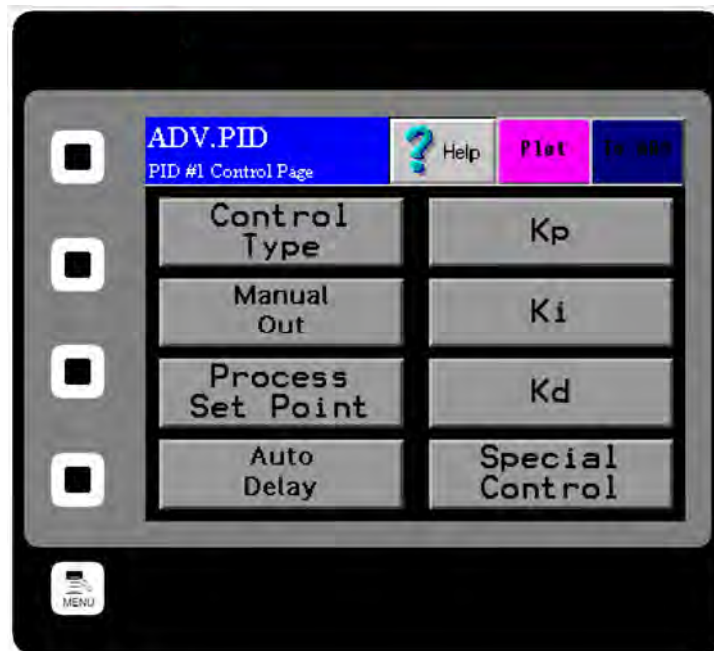 ADV.PID
PID #1 Control Page
Help
Plot
Control
Type
Kp
Manual
Out
Ki
Process
Set Point
Kd
Auto
Delay
Special
Control
MENU